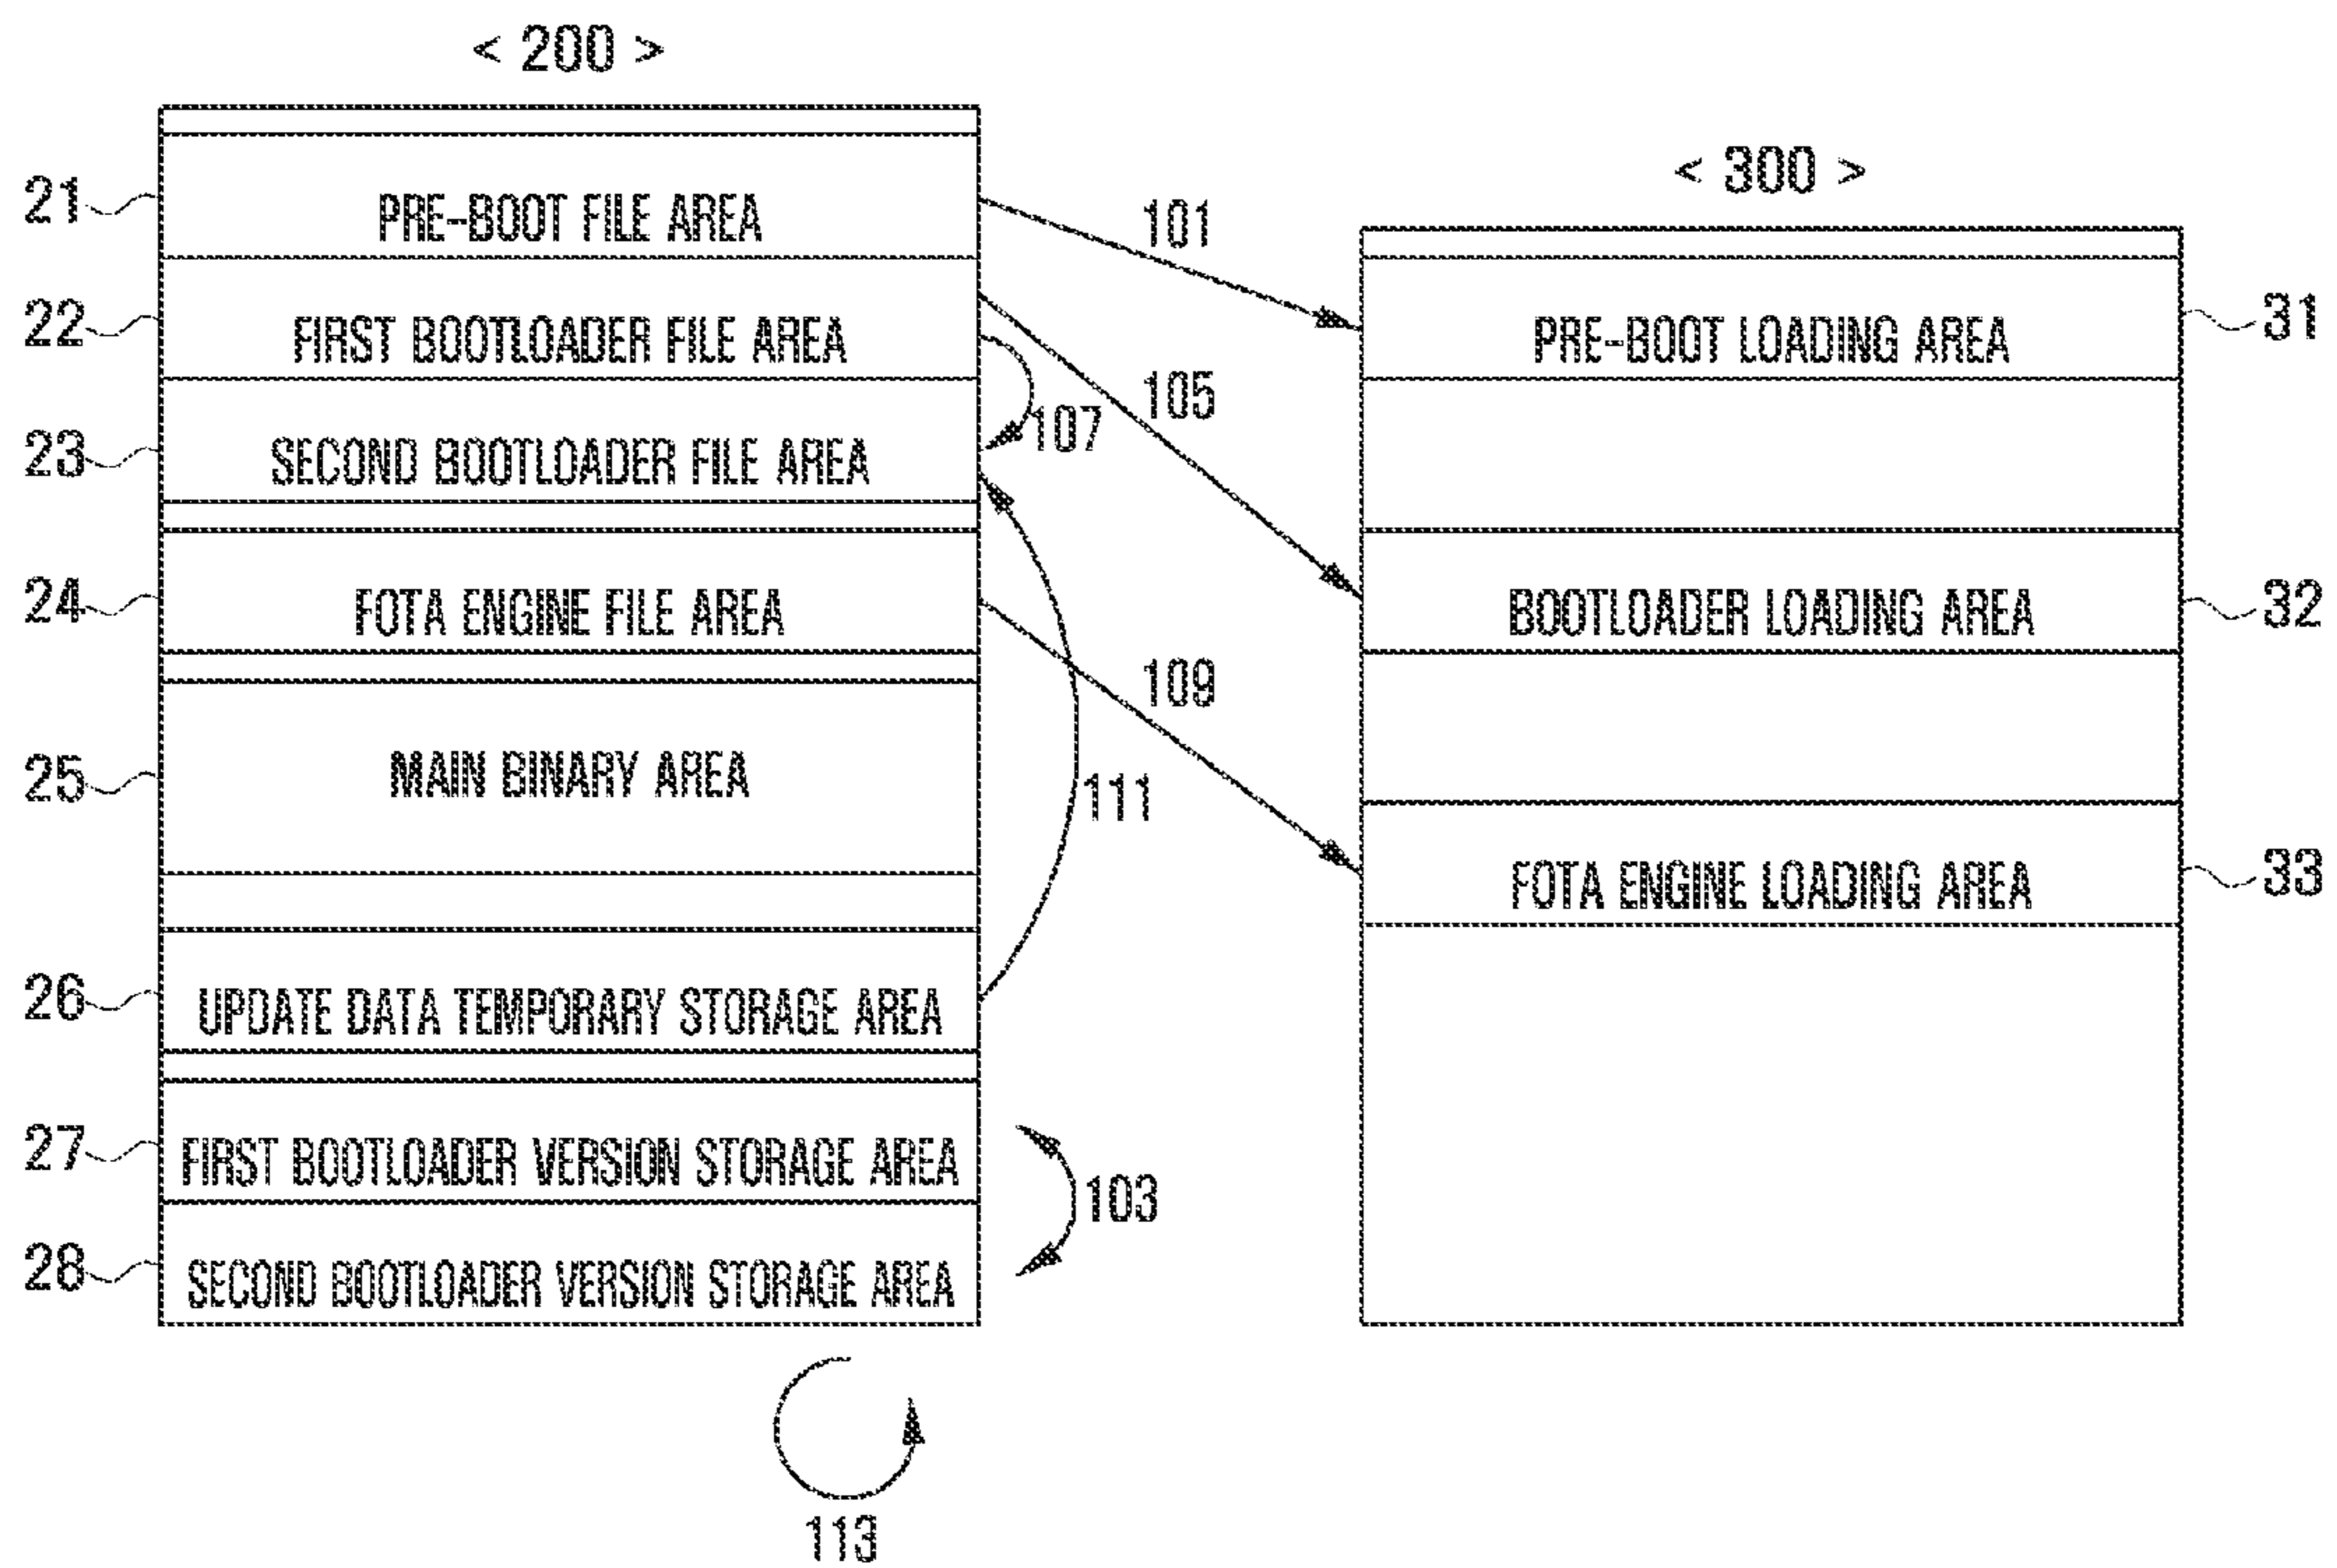 < 200 >
< 300 >
21 PRE-BOOT FILE AREA
101
22 FIRST BOOTLOADER FILE AREA
PRE-BOOT LOADING AREA 31
105
107
23 SECOND BOOTLOADER FILE AREA
24 FOTA ENGINE FILE AREA
BOOTLOADER LOADING AREA 32
109
25 MAIN BINARY AREA
111
FOTA ENGINE LOADING AREA 33
26 UPDATE DATA TEMPORARY STORAGE AREA
27 FIRST BOOTLOADER VERSION STORAGE AREA
103
28 SECOND BOOTLOADER VERSION STORAGE AREA
113